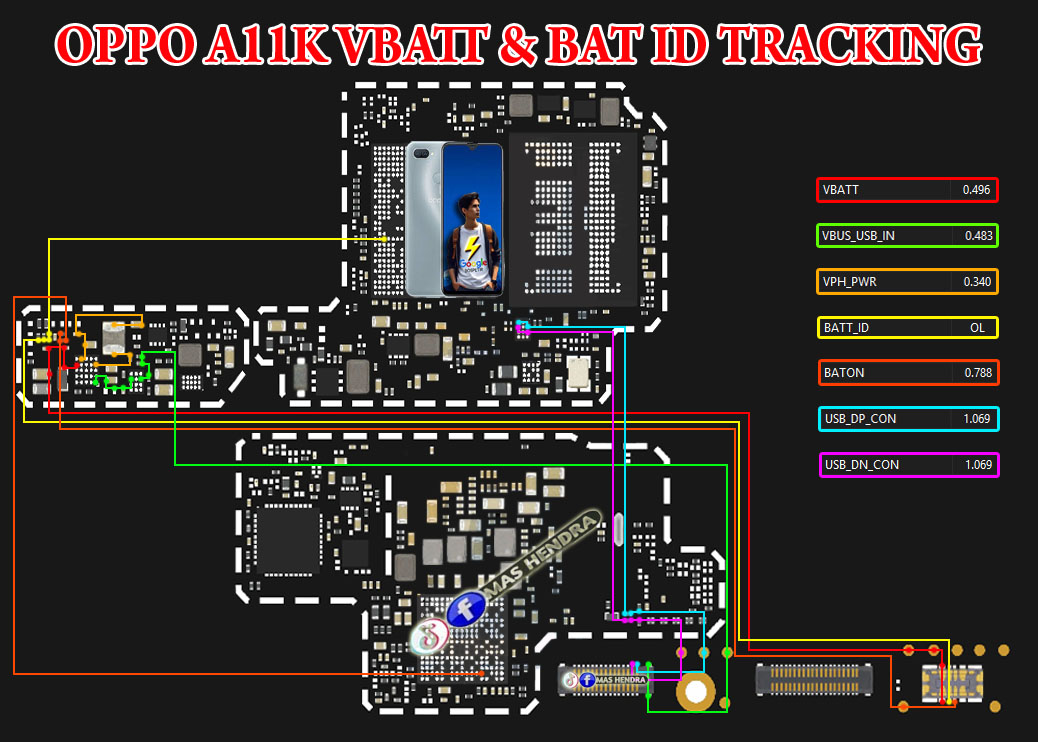 OPPO A11K VBATT & BAT ID TRACKING
VBATT 0.496
VBUS_USB_IN 0.483
VPH_PWR 0.340
BATT_ID OL
BATON 0.788
USB_DP_CON 1.069
USB_DN_CON 1.069
Google
MAS HENDRA
MAS HENDRA